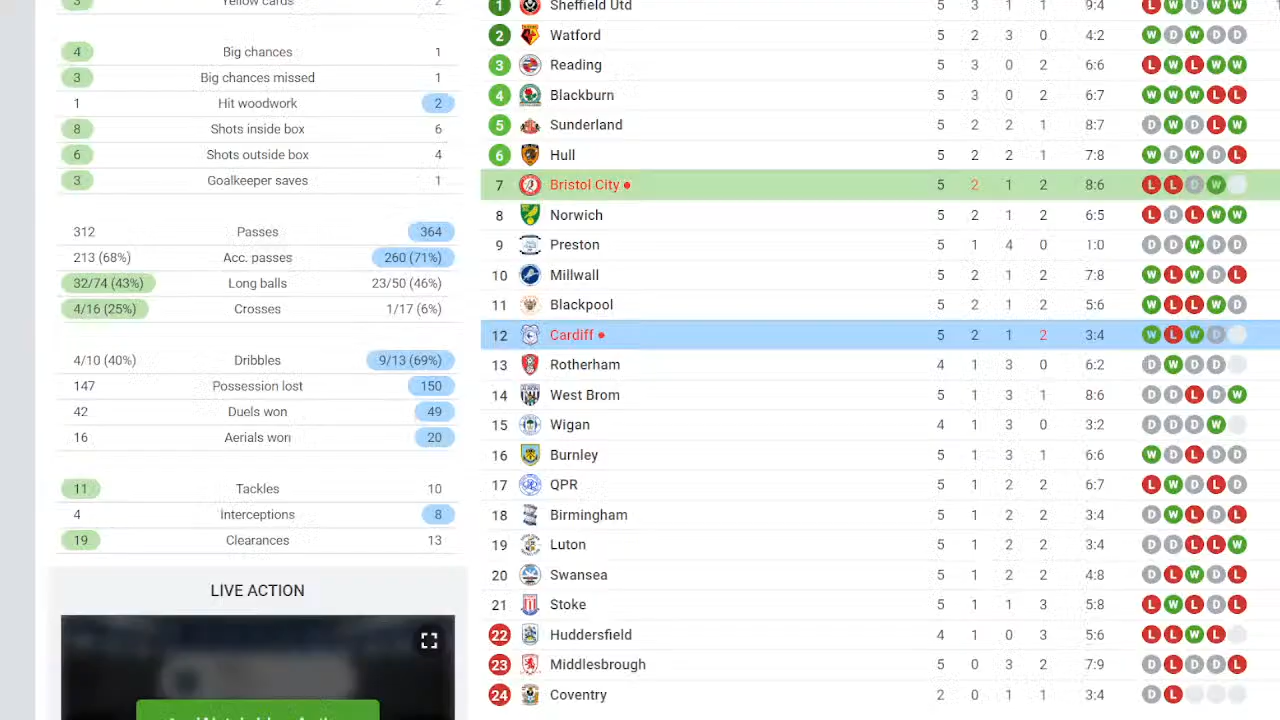 3 Yellow cards 2
4 Big chances 1
3 Big chances missed 1
1 Hit woodwork 2
8 Shots inside box 6
6 Shots outside box 4
3 Goalkeeper saves 1
312 Passes 364
213 (68%) Acc. passes 260 (71%)
32/74 (43%) Long balls 23/50 (46%)
4/16 (25%) Crosses 1/17 (6%)
4/10 (40%) Dribbles 9/13 (69%)
147 Possession lost 150
42 Duels won 49
16 Aerials won 20
11 Tackles 10
4 Interceptions 8
19 Clearances 13
LIVE ACTION
1 Sheffield Utd 5 3 1 1 9:4 L W D W W
2 Watford 5 2 3 0 4:2 W D W D D
3 Reading 5 3 0 2 6:6 L W L W W
4 Blackburn 5 3 0 2 6:7 W W W L L
5 Sunderland 5 2 2 1 8:7 D W D L W
6 Hull 5 2 2 1 7:8 W D W D L
7 Bristol City 5 2 1 2 8:6 L L D W
8 Norwich 5 2 1 2 6:5 L D L W W
9 Preston 5 1 4 0 1:0 D D W D D
10 Millwall 5 2 1 2 7:8 W L W D L
11 Blackpool 5 2 1 2 5:6 W L L W D
12 Cardiff 5 2 1 2 3:4 W L W D
13 Rotherham 4 1 3 0 6:2 D W D D
14 West Brom 5 1 3 1 8:6 D D L D W
15 Wigan 4 1 3 0 3:2 D D D W
16 Burnley 5 1 3 1 6:6 W D L D D
17 QPR 5 1 2 2 6:7 L W D L D
18 Birmingham 5 1 2 2 3:4 D W L D L
19 Luton 5 1 2 2 3:4 D D L L W
20 Swansea 5 1 2 2 4:8 D L W D L
21 Stoke 5 1 1 3 5:8 L W L D L
22 Huddersfield 4 1 0 3 5:6 L L W L
23 Middlesbrough 5 0 3 2 7:9 D L D D L
24 Coventry 2 0 1 1 3:4 D L